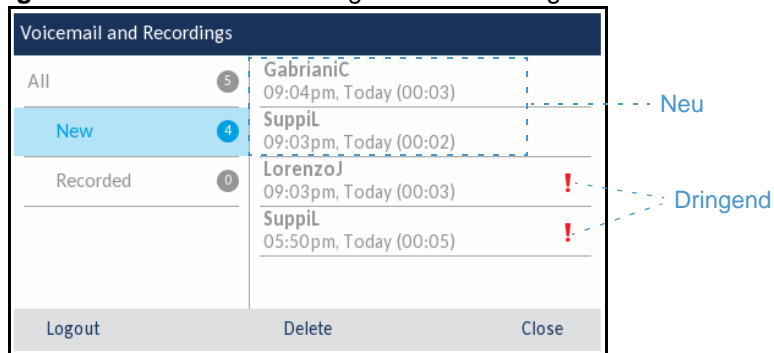 Voicemail and Recordings
All 5
New 4
Recorded 0
GabrianiC
09:04pm, Today (00:03)
SuppiL
09:03pm, Today (00:02)
LorenzoJ
09:03pm, Today (00:03) !
SuppiL
05:50pm, Today (00:05) !
Neu
Dringend
Logout Delete Close